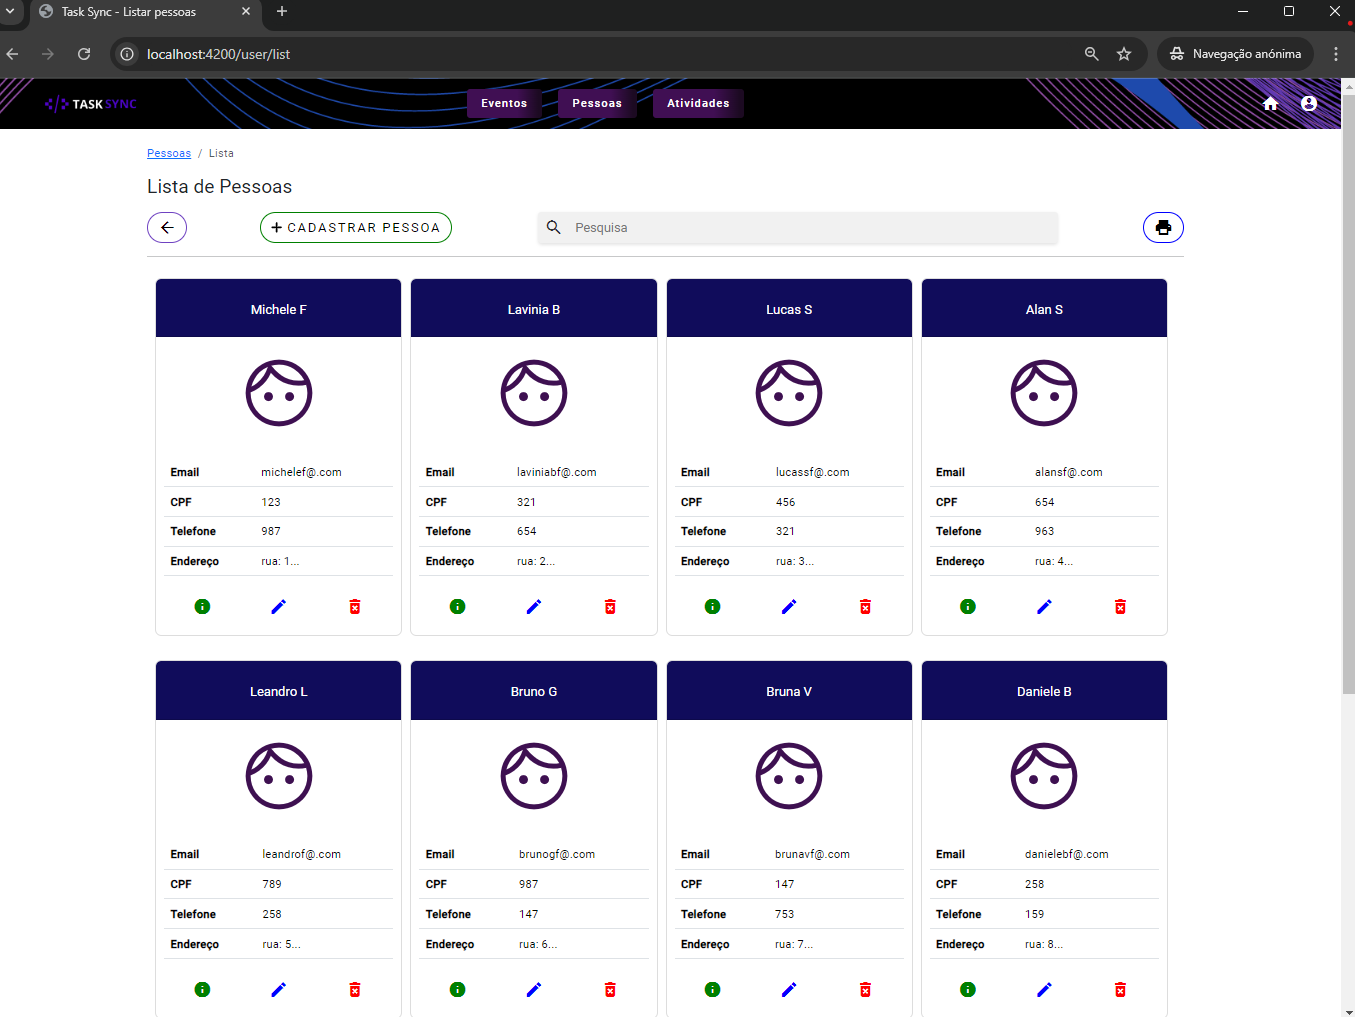 Task Sync - Listar pessoas
localhost:4200/user/list
Navegação anónima
TASK SYNC
Eventos
Pessoas
Atividades
Pessoas / Lista
Lista de Pessoas
CADASTRAR PESSOA
Pesquisa
Michele F
Email michelef@.com
CPF 123
Telefone 987
Endereço rua: 1...
Lavinia B
Email laviniabf@.com
CPF 321
Telefone 654
Endereço rua: 2...
Lucas S
Email lucassf@.com
CPF 456
Telefone 321
Endereço rua: 3...
Alan S
Email alansf@.com
CPF 654
Telefone 963
Endereço rua: 4...
Leandro L
Email leandrof@.com
CPF 789
Telefone 258
Endereço rua: 5...
Bruno G
Email brunogf@.com
CPF 987
Telefone 147
Endereço rua: 6...
Bruna V
Email brunavf@.com
CPF 147
Telefone 753
Endereço rua: 7...
Daniele B
Email danielebf@.com
CPF 258
Telefone 159
Endereço rua: 8...